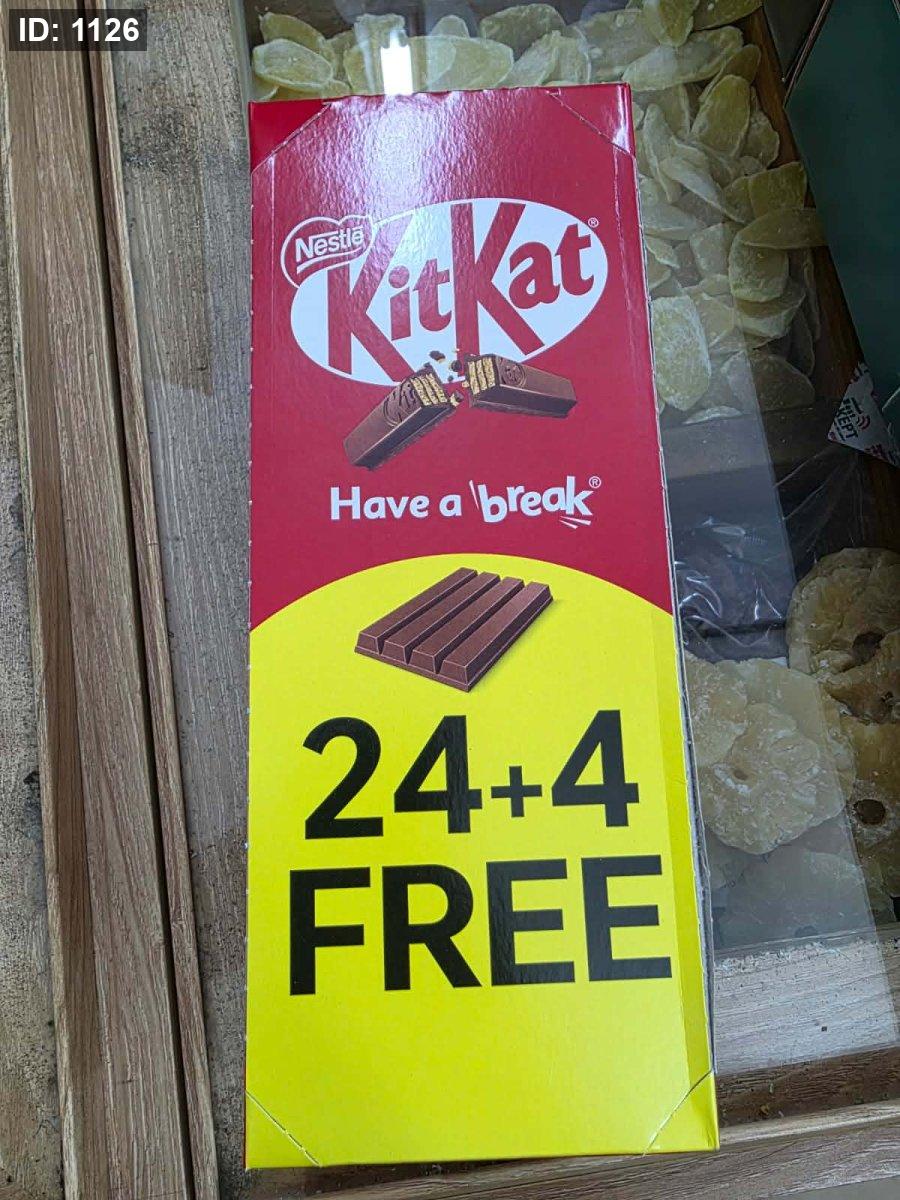 ID: 1126
Nestlé
KitKat®
Have a break®
24+4
FREE